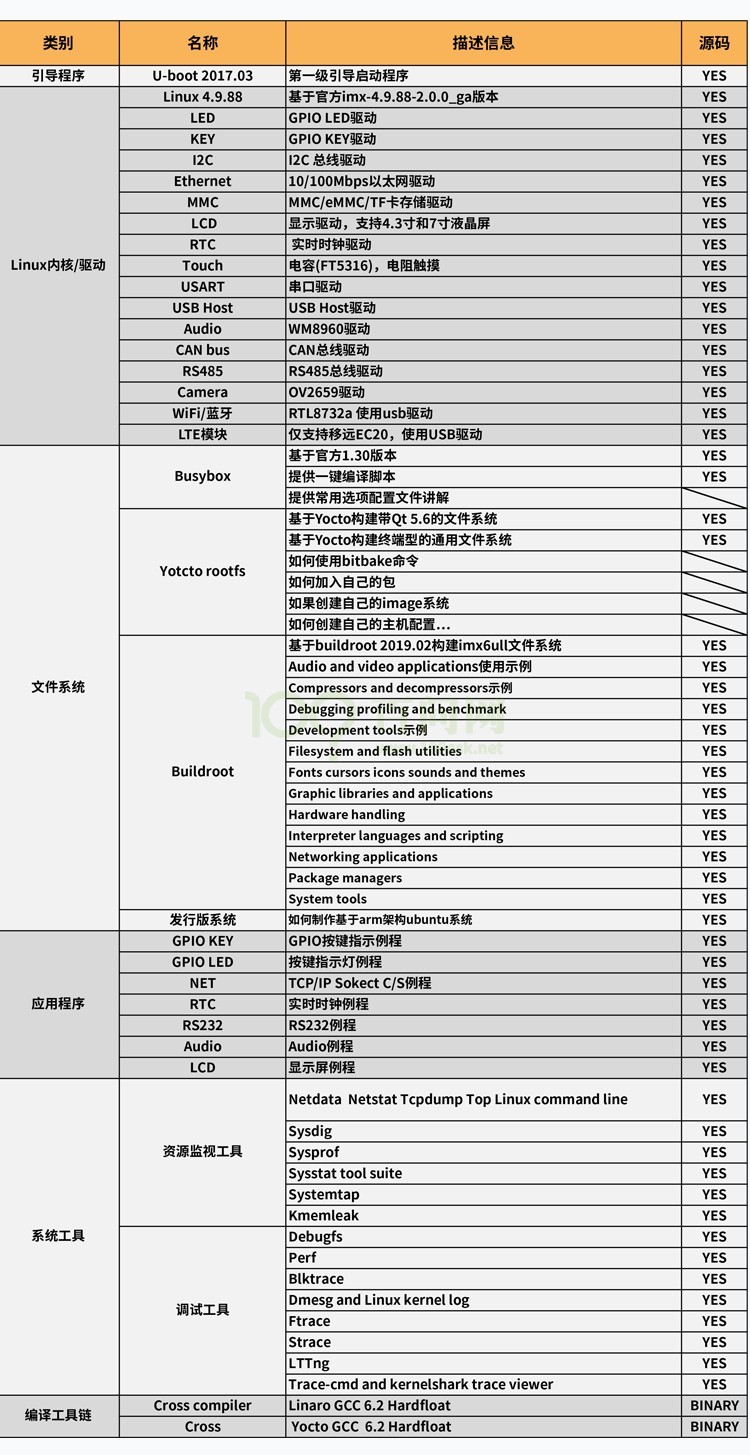 类别 名称 描述信息 源码
引导程序 U-boot 2017.03 第一级引导启动程序 YES
Linux内核/驱动 Linux 4.9.88 基于官方imx-4.9.88-2.0.0_ga版本 YES
LED GPIO LED驱动 YES
KEY GPIO KEY驱动 YES
I2C I2C 总线驱动 YES
Ethernet 10/100Mbps以太网驱动 YES
MMC MMC/eMMC/TF卡存储驱动 YES
LCD 显示驱动，支持4.3寸和7寸液晶屏 YES
RTC 实时时钟驱动 YES
Touch 电容(FT5316)，电阻触摸 YES
USART 串口驱动 YES
USB Host USB Host驱动 YES
Audio WM8960驱动 YES
CAN bus CAN总线驱动 YES
RS485 RS485总线驱动 YES
Camera OV2659驱动 YES
WiFi/蓝牙 RTL8732a 使用usb驱动 YES
LTE模块 仅支持移远EC20，使用USB驱动 YES
文件系统 Busybox 基于官方1.30版本 YES
提供一键编译脚本 YES
提供常用选项配置文件讲解
Yotcto rootfs 基于Yocto构建带Qt 5.6的文件系统 YES
基于Yocto构建终端型的通用文件系统 YES
如何使用bitbake命令
如何加入自己的包
如果创建自己的image系统
如何创建自己的主机配置...
Buildroot 基于buildroot 2019.02构建imx6ull文件系统 YES
Audio and video applications使用示例 YES
Compressors and decompressors示例 YES
Debugging profiling and benchmark YES
Development tools示例 YES
Filesystem and flash utilities YES
Fonts cursors icons sounds and themes YES
Graphic libraries and applications YES
Hardware handling YES
Interpreter languages and scripting YES
Networking applications YES
Package managers YES
System tools YES
发行版系统 如何制作基于arm架构ubuntu系统 YES
应用程序 GPIO KEY GPIO按键指示例程 YES
GPIO LED 按键指示灯例程 YES
NET TCP/IP Sokect C/S例程 YES
RTC 实时时钟例程 YES
RS232 RS232例程 YES
Audio Audio例程 YES
LCD 显示屏例程 YES
系统工具 资源监视工具 Netdata Netstat Tcpdump Top Linux command line YES
Sysdig YES
Sysprof YES
Sysstat tool suite YES
Systemtap YES
Kmemleak YES
调试工具 Debugfs YES
Perf YES
Blktrace YES
Dmesg and Linux kernel log YES
Ftrace YES
Strace YES
LTTng YES
Trace-cmd and kernelshark trace viewer YES
编译工具链 Cross compiler Linaro GCC 6.2 Hardfloat BINARY
Cross Yocto GCC 6.2 Hardfloat BINARY